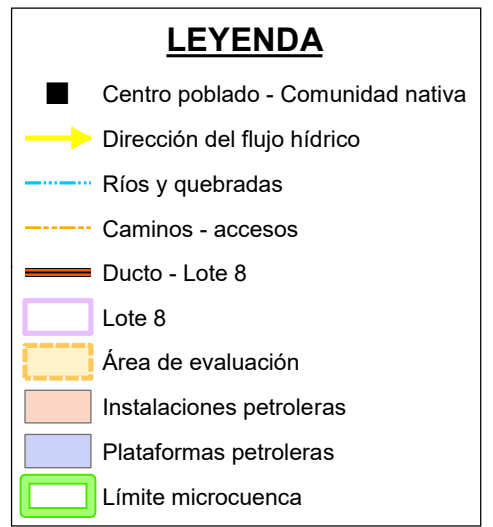 LEYENDA
Centro poblado - Comunidad nativa
Dirección del flujo hídrico
Ríos y quebradas
Caminos - accesos
Ducto - Lote 8
Lote 8
Área de evaluación
Instalaciones petroleras
Plataformas petroleras
Límite microcuenca